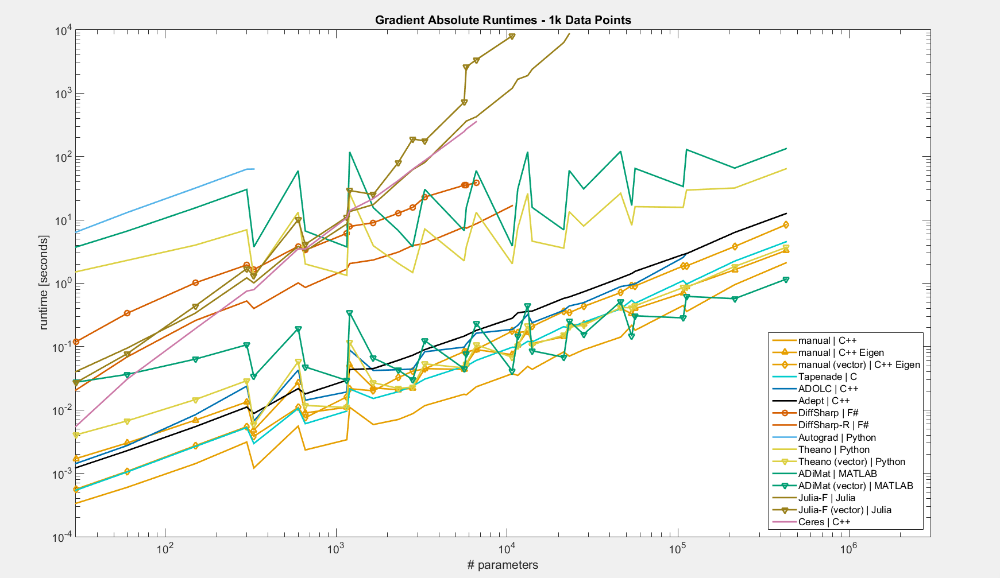 Gradient Absolute Runtimes - 1k Data Points
10^4
10^3
10^2
10^1
10^0
10^-1
10^-2
10^-3
10^-4
runtime [seconds]
10^2
10^3
10^4
10^5
10^6
# parameters
manual | C++
manual | C++ Eigen
manual (vector) | C++ Eigen
Tapenade | C
ADOLC | C++
Adept | C++
DiffSharp | F#
DiffSharp-R | F#
Autograd | Python
Theano | Python
Theano (vector) | Python
ADiMat | MATLAB
ADiMat (vector) | MATLAB
Julia-F | Julia
Julia-F (vector) | Julia
Ceres | C++